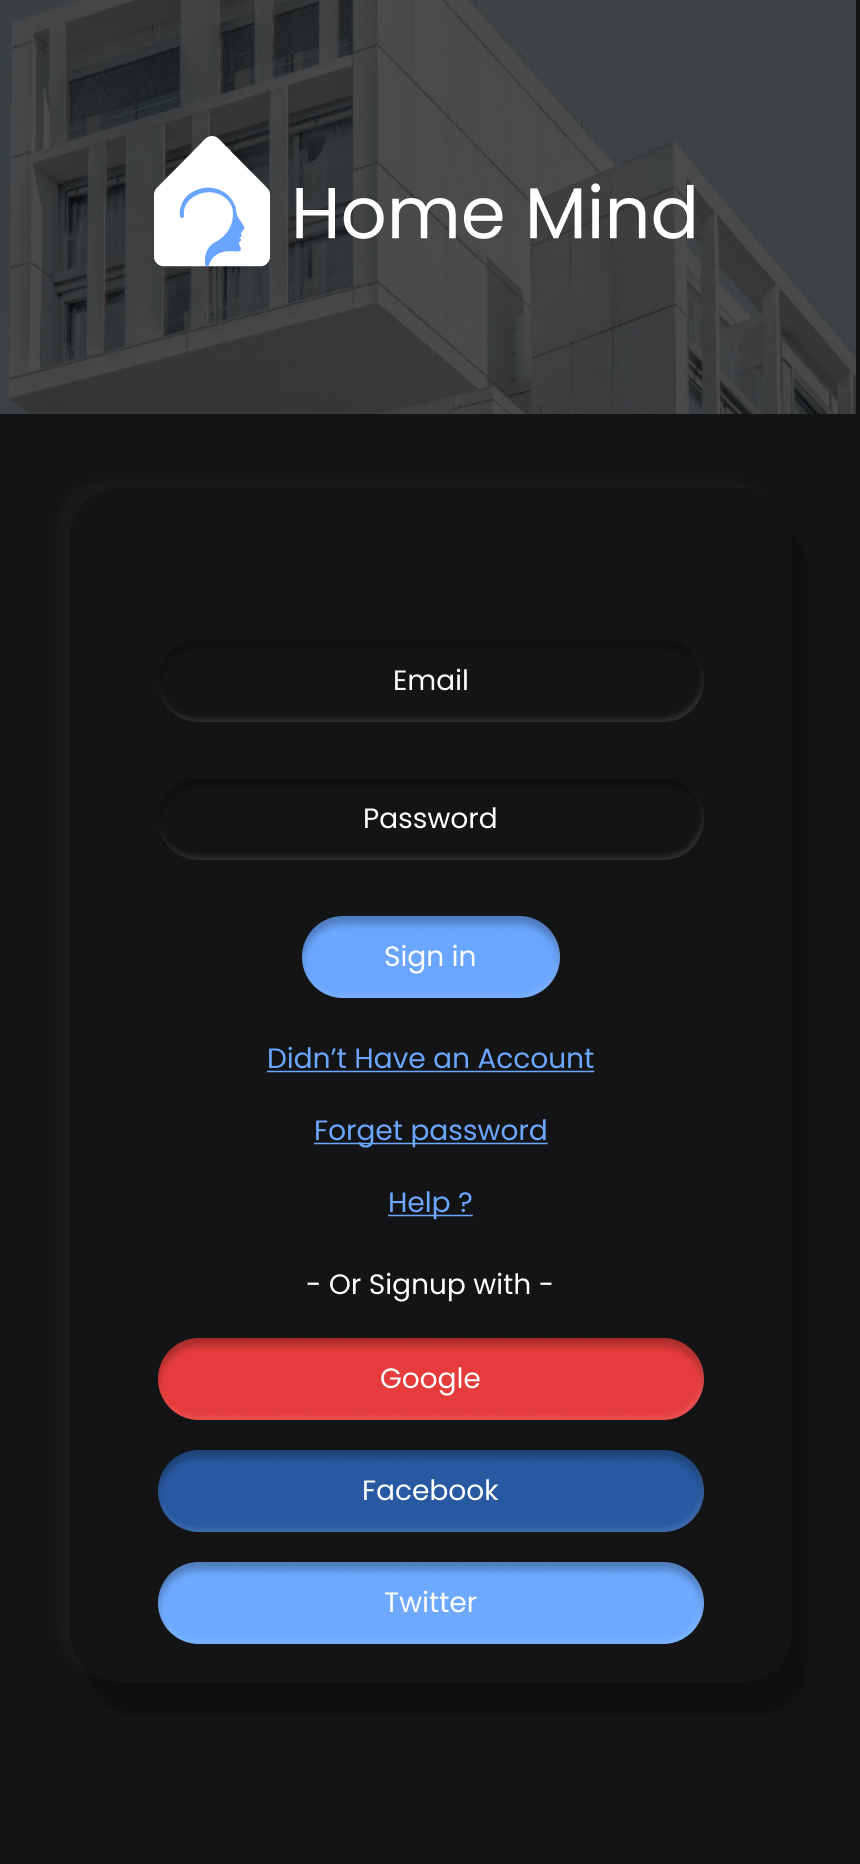 Home Mind
Email
Password
Sign in
Didn’t Have an Account
Forget password
Help ?
- Or Signup with -
Google
Facebook
Twitter